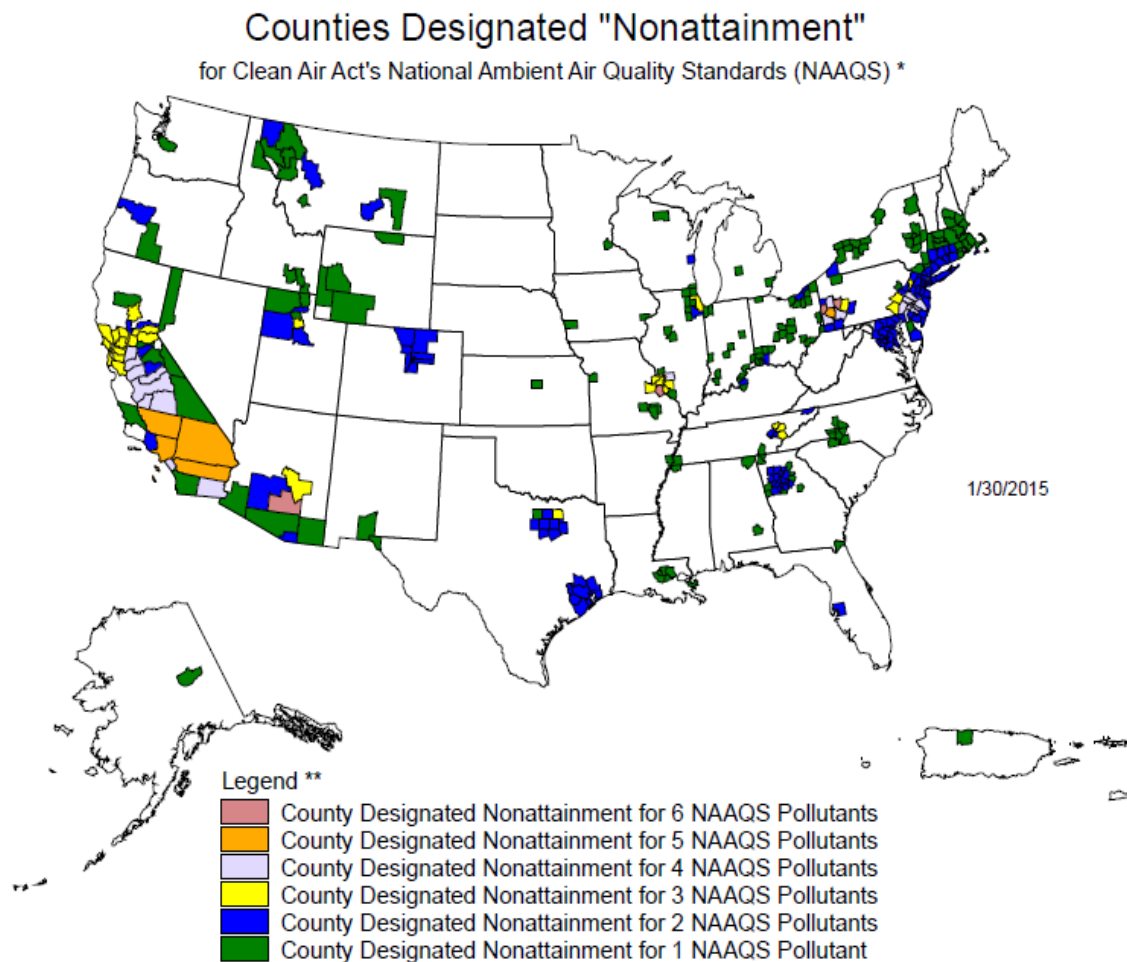 Counties Designated "Nonattainment"
for Clean Air Act's National Ambient Air Quality Standards (NAAQS) *
1/30/2015
Legend **
County Designated Nonattainment for 6 NAAQS Pollutants
County Designated Nonattainment for 5 NAAQS Pollutants
County Designated Nonattainment for 4 NAAQS Pollutants
County Designated Nonattainment for 3 NAAQS Pollutants
County Designated Nonattainment for 2 NAAQS Pollutants
County Designated Nonattainment for 1 NAAQS Pollutant